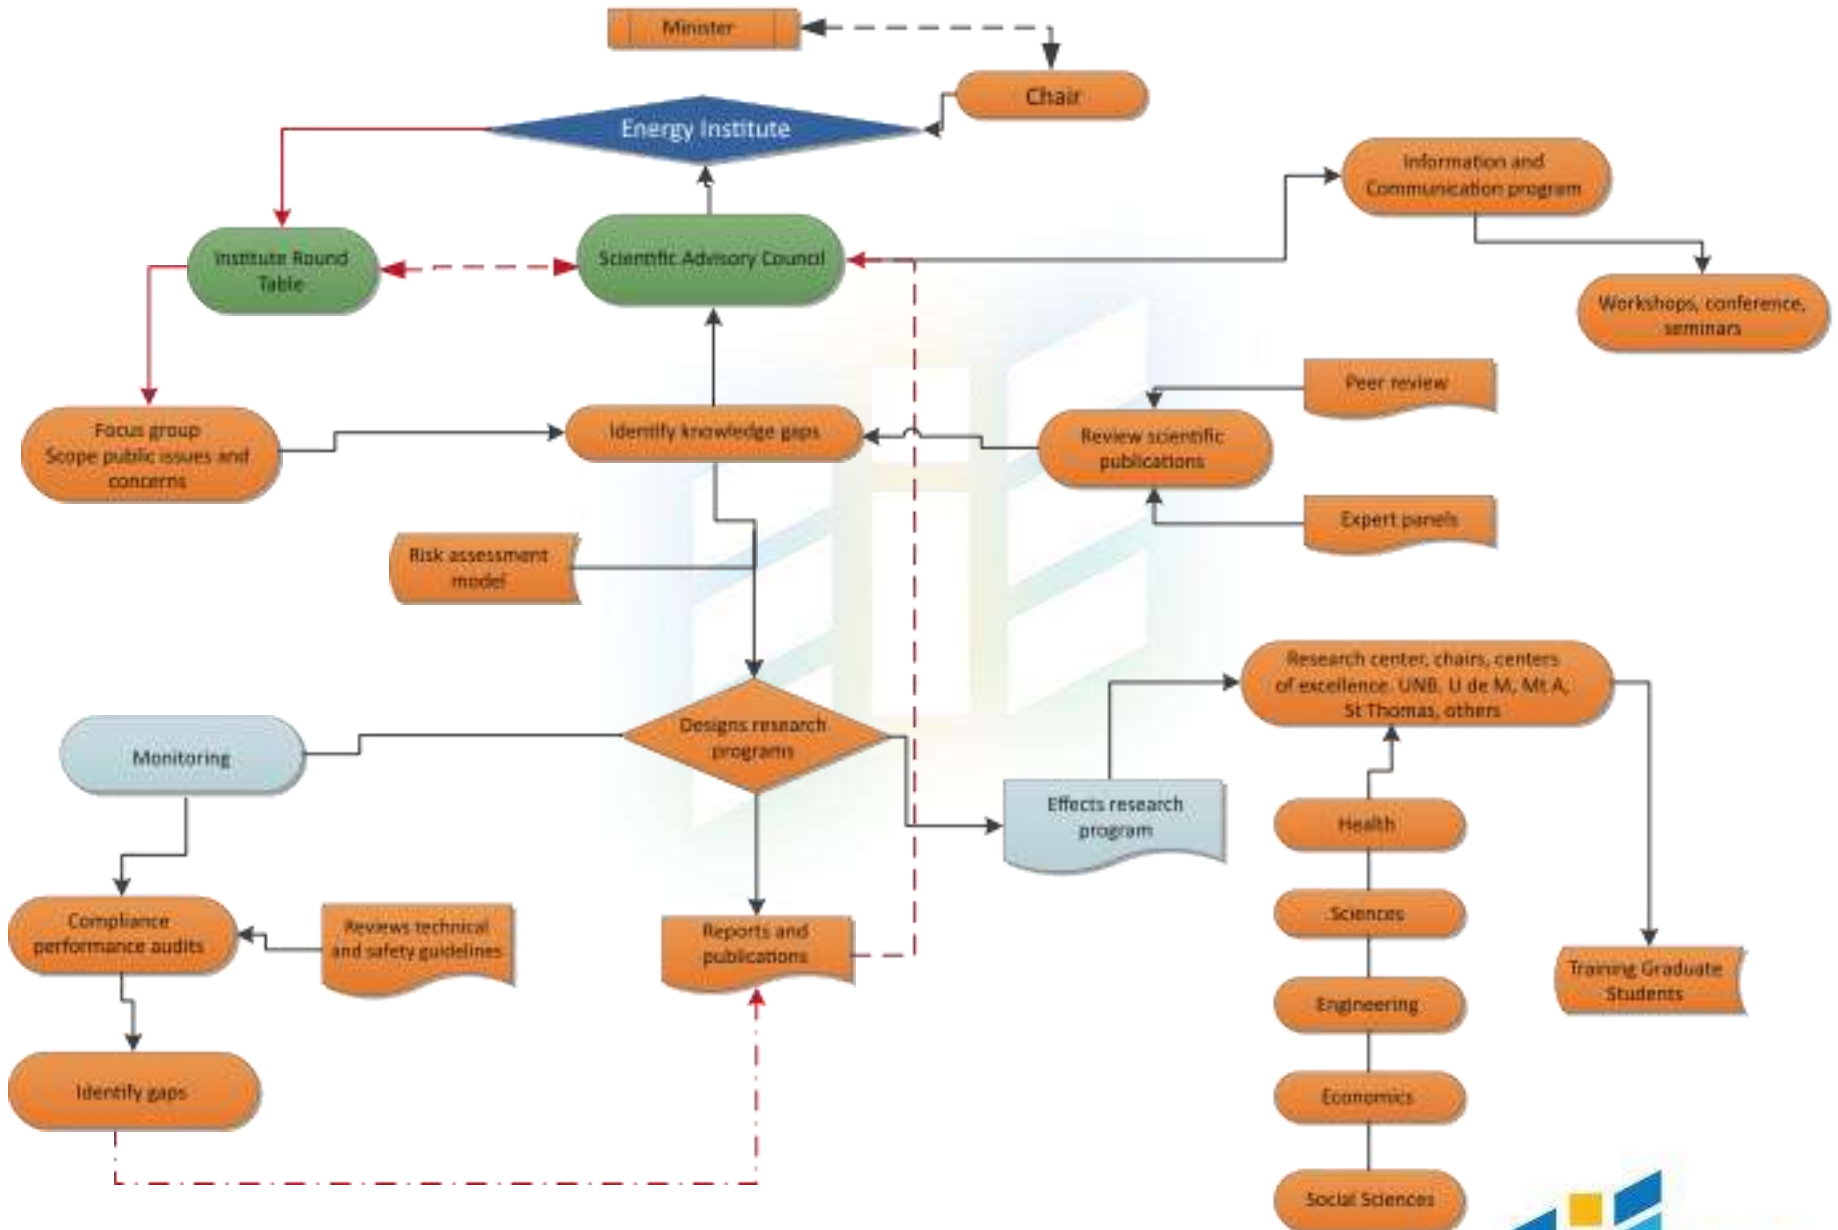 Minister
Chair
Energy Institute
Information and
Communication program
Institute Round
Table
Scientific Advisory Council
Workshops, conference,
seminars
Peer review
Focus group
Scope public issues and
concerns
Identify knowledge gaps
Review scientific
publications
Expert panels
Risk assessment
model
Research center, chairs, centers
of excellence. UNB. U de M, Mt A,
St Thomas, others
Designs research
programs
Monitoring
Effects research
program
Health
Compliance
performance audits
Reviews technical
and safety guidelines
Reports and
publications
Sciences
Training Graduate
Students
Engineering
Identify gaps
Economics
Social Sciences